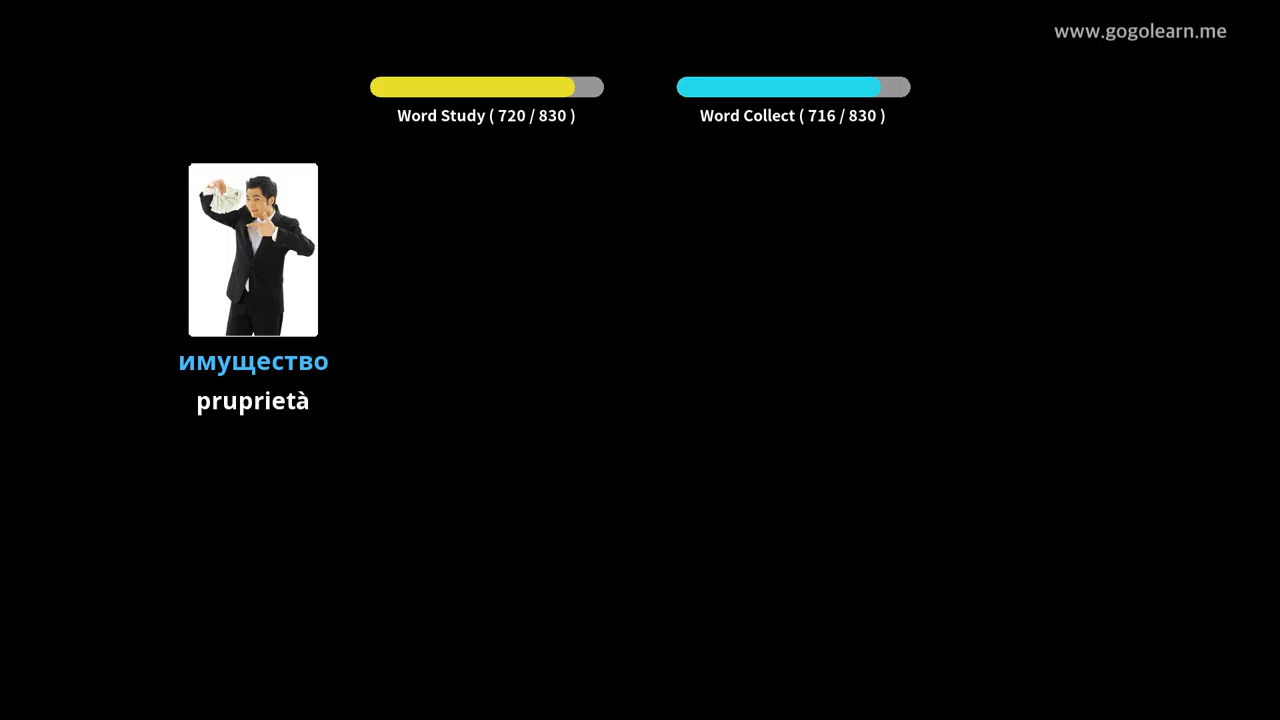 www.gogolearn.me
Word Study ( 720 / 830 )
Word Collect ( 716 / 830 )
имущество
pruprietà